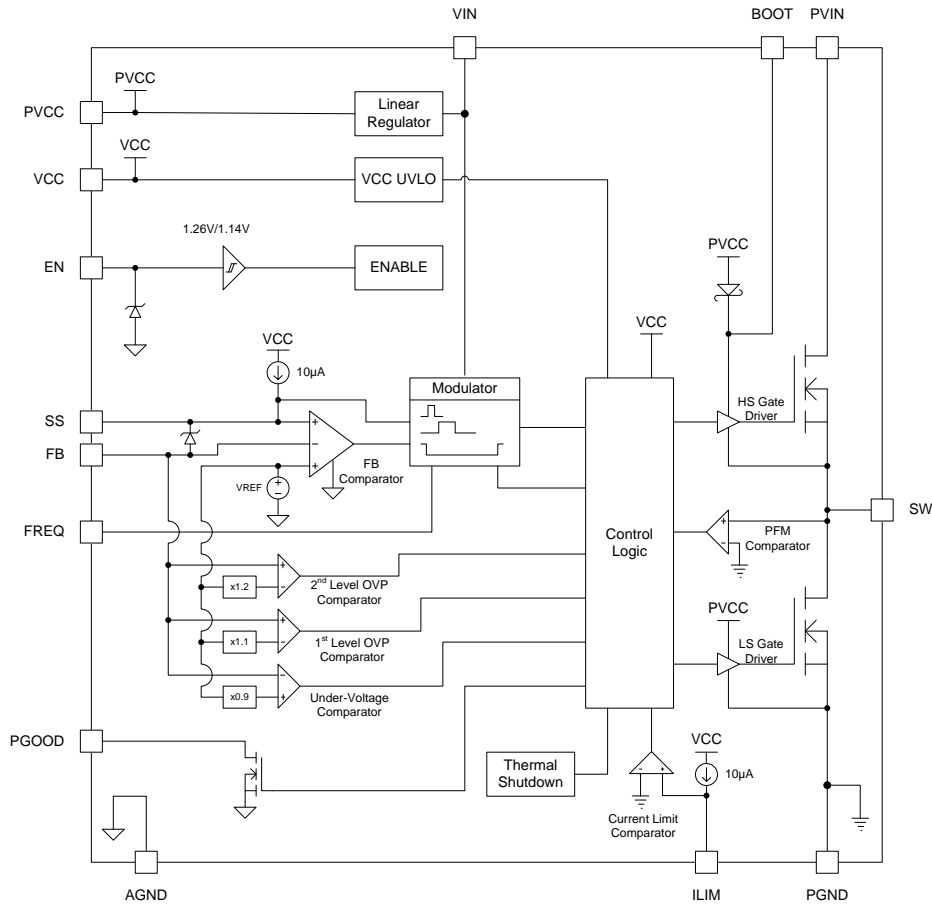 VIN
BOOT
PVIN
PVCC
PVCC
Linear
Regulator
VCC
VCC
VCC UVLO
1.26V/1.14V
EN
ENABLE
PVCC
VCC
VCC
10µA
Modulator
SS
FB
+
−
+
FB
Comparator
VREF
+
−
HS Gate
Driver
FREQ
Control
Logic
+
-
PFM
Comparator
SW
x1.2
+
−
2nd Level OVP
Comparator
x1.1
+
−
1st Level OVP
Comparator
x0.9
−
+
Under-Voltage
Comparator
PVCC
LS Gate
Driver
PGOOD
Thermal
Shutdown
VCC
10µA
-
+
Current Limit
Comparator
AGND
ILIM
PGND